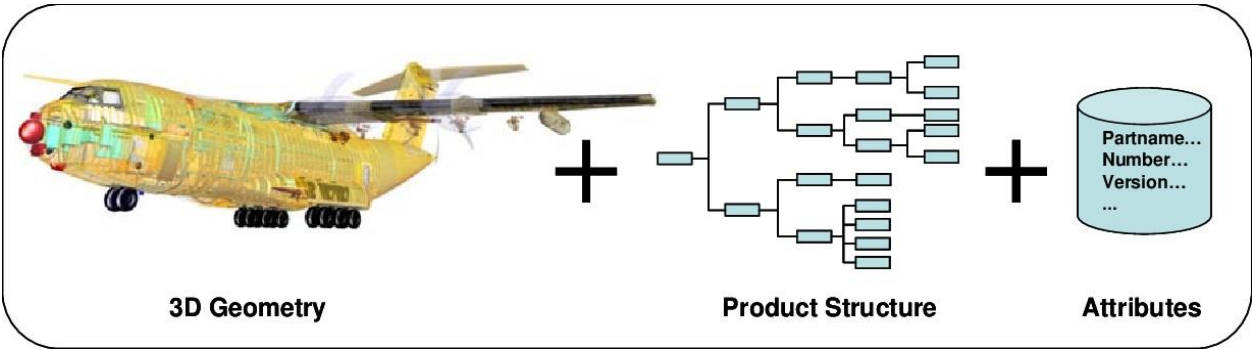 Partname...
Number...
Version...
...
3D Geometry
Product Structure
Attributes